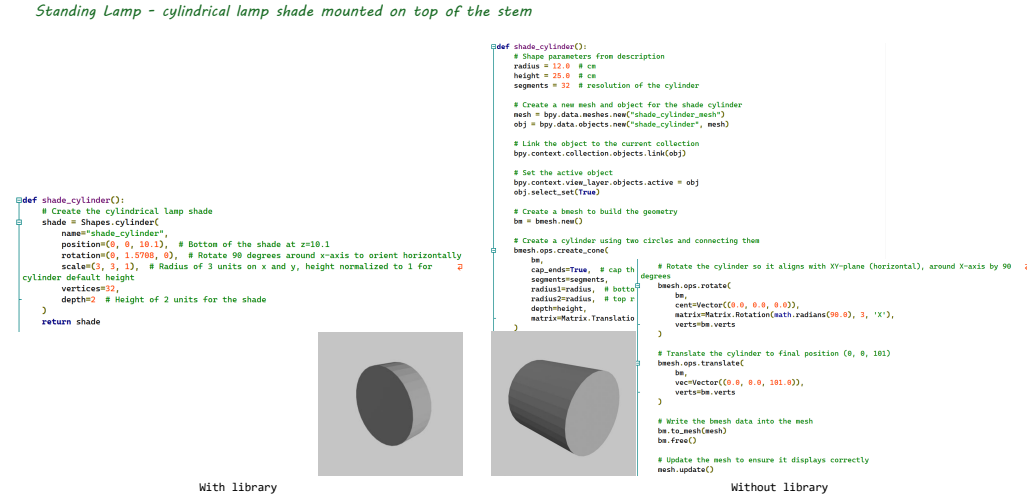 Standing Lamp - cylindrical lamp shade mounted on top of the stem
def shade_cylinder():
# Create the cylindrical lamp shade
shade = Shapes.cylinder(
name="shade_cylinder",
position=(0, 0, 10.1),  # Bottom of the shade at z=10.1
rotation=(0, 1.5708, 0),  # Rotate 90 degrees around x-axis to orient horizontally
scale=(3, 3, 1),  # Radius of 3 units on x and y, height normalized to 1 for
cylinder default height
vertices=32,
depth=2  # Height of 2 units for the shade
)
return shade
With library
def shade_cylinder():
# Shape parameters from description
radius = 12.0  # cm
height = 25.0  # cm
segments = 32  # resolution of the cylinder
# Create a new mesh and object for the shade cylinder
mesh = bpy.data.meshes.new("shade_cylinder_mesh")
obj = bpy.data.objects.new("shade_cylinder", mesh)
# Link the object to the current collection
bpy.context.collection.objects.link(obj)
# Set the active object
bpy.context.view_layer.objects.active = obj
obj.select_set(True)
# Create a bmesh to build the geometry
bm = bmesh.new()
# Create a cylinder using two circles and connecting them
bmesh.ops.create_cone(
bm,
cap_ends=True,  # cap th
segments=segments,
radius1=radius,  # botto
radius2=radius,  # top r
depth=height,
matrix=Matrix.Translatio
)
# Rotate the cylinder so it aligns with XY-plane (horizontal), around X-axis by 90
degrees
bmesh.ops.rotate(
bm,
cent=Vector((0.0, 0.0, 0.0)),
matrix=Matrix.Rotation(math.radians(90.0), 3, 'X'),
verts=bm.verts
)
# Translate the cylinder to final position (0, 0, 101)
bmesh.ops.translate(
bm,
vec=Vector((0.0, 0.0, 101.0)),
verts=bm.verts
)
# Write the bmesh data into the mesh
bm.to_mesh(mesh)
bm.free()
# Update the mesh to ensure it displays correctly
mesh.update()
Without library